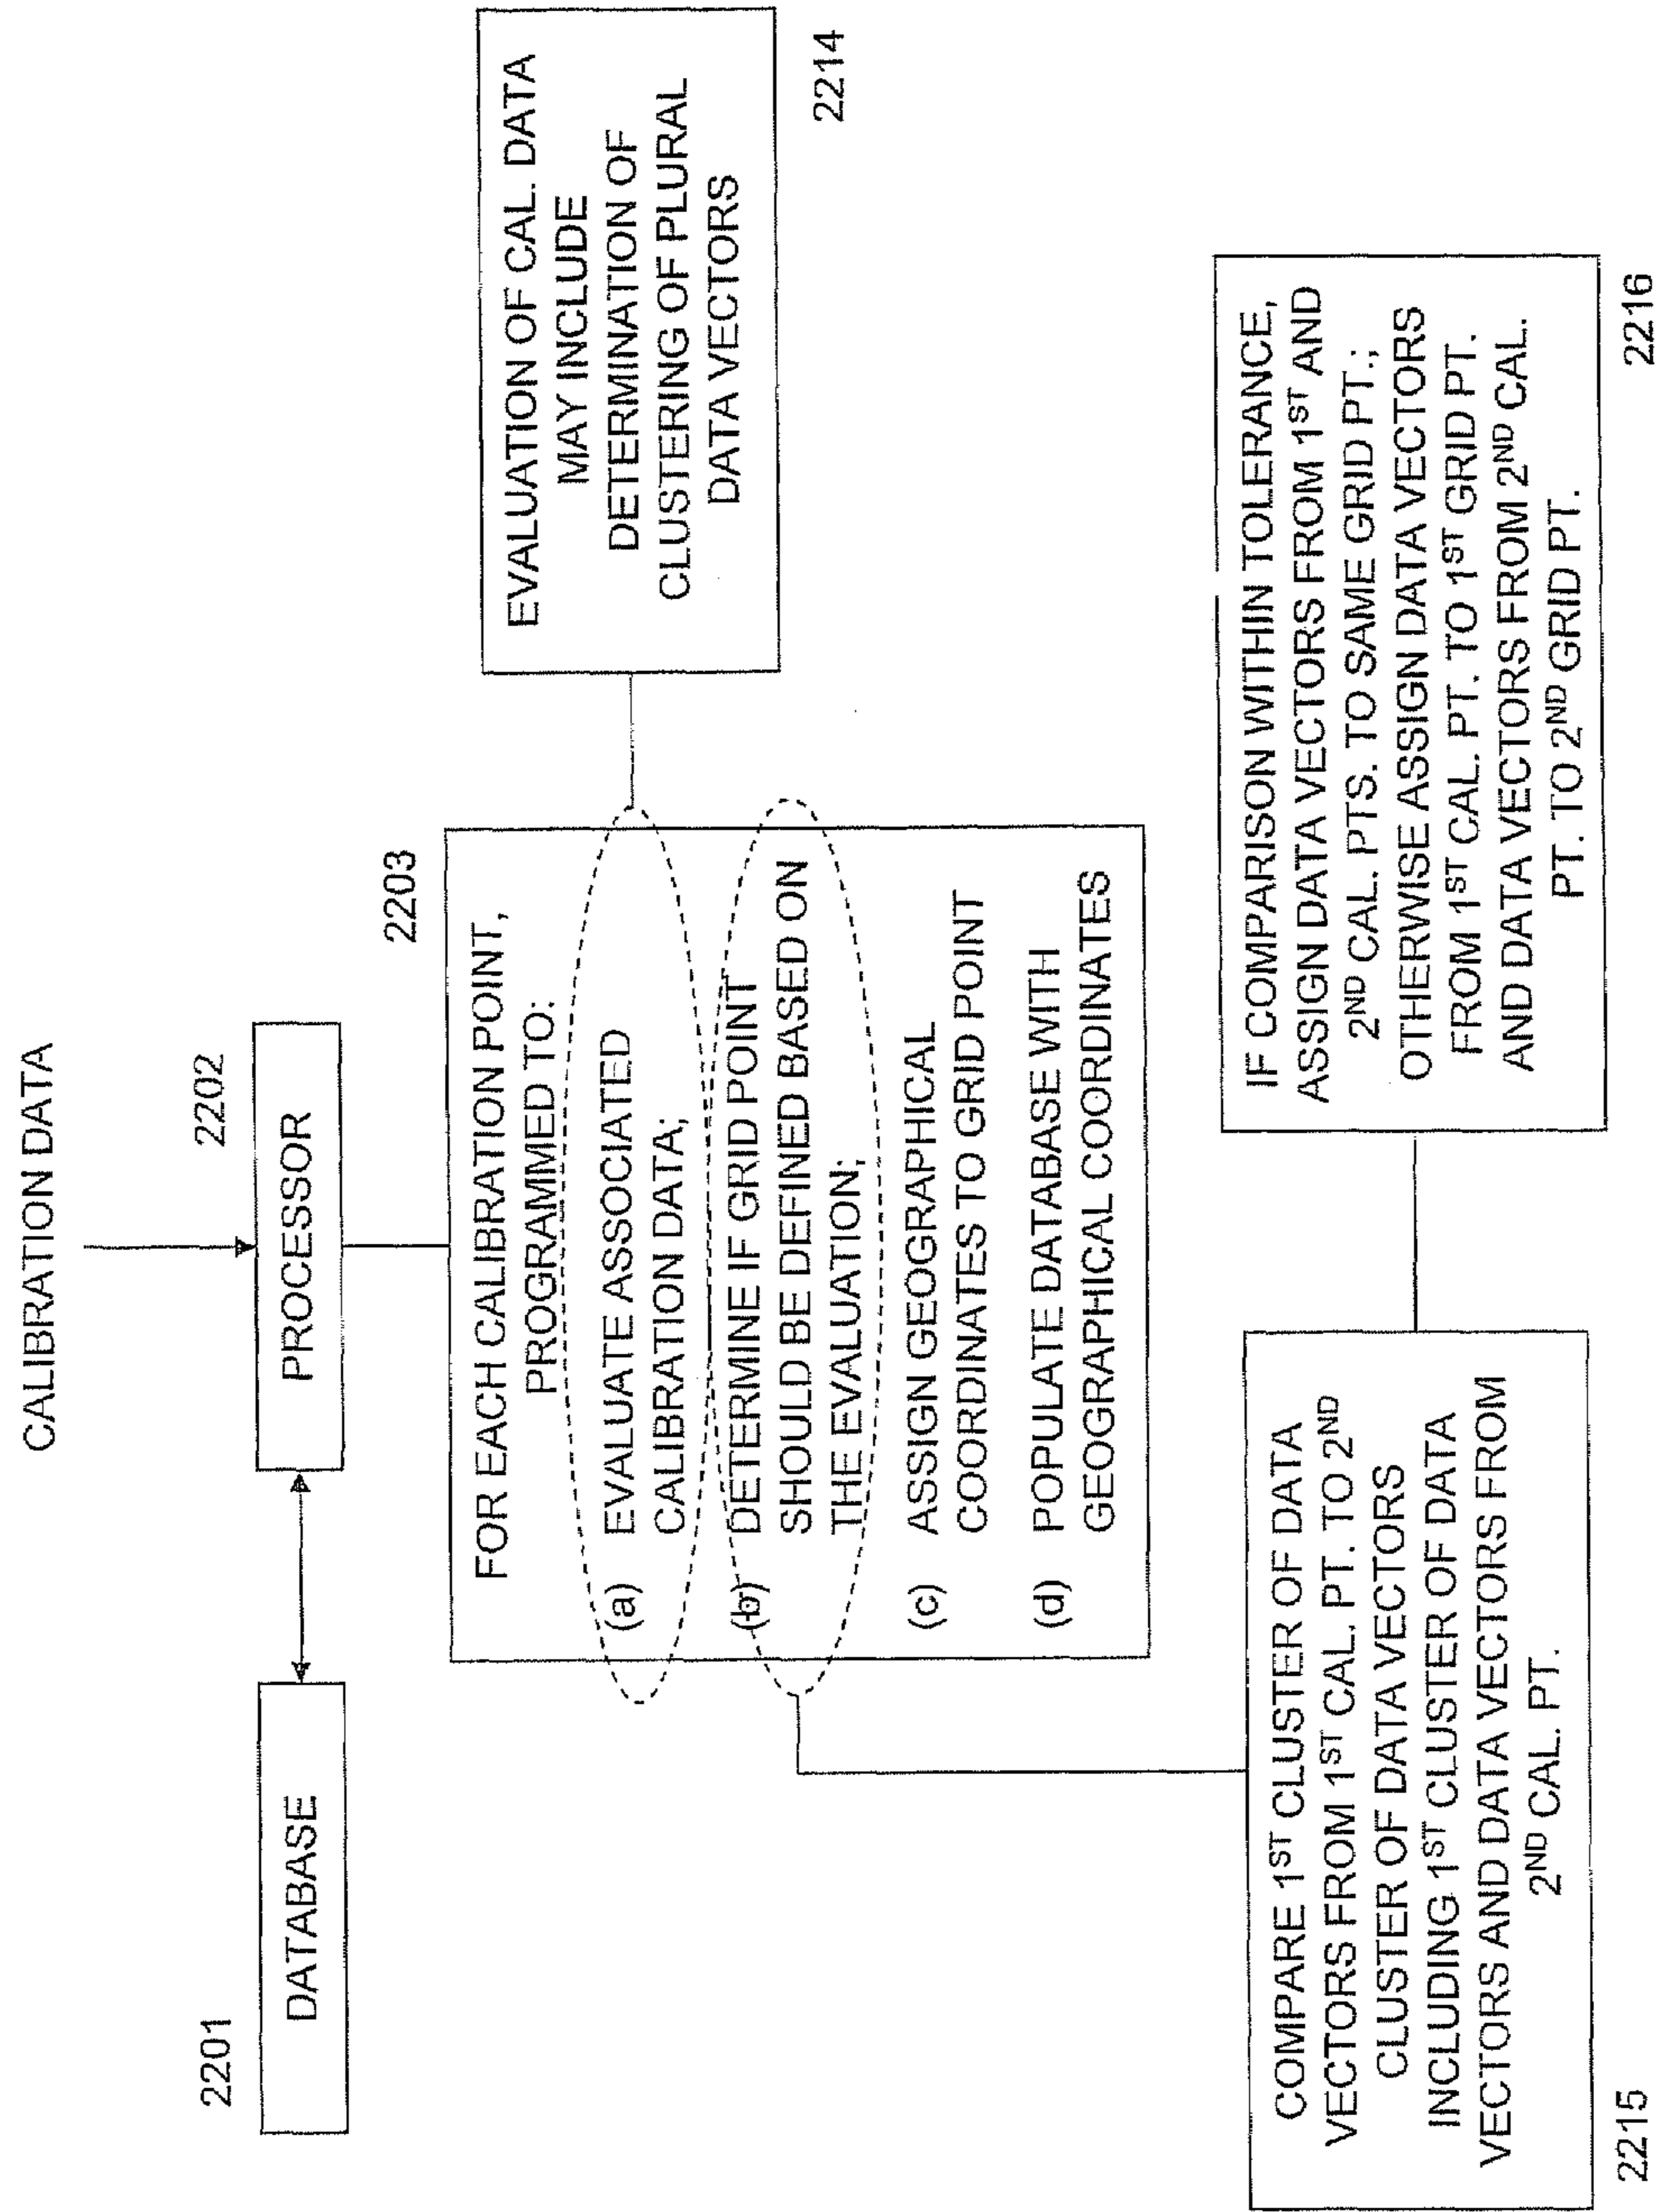 CALIBRATION DATA
2201
DATABASE
2202
PROCESSOR
2203
FOR EACH CALIBRATION POINT,
PROGRAMMED TO:
(a) EVALUATE ASSOCIATED
CALIBRATION DATA;
(b) DETERMINE IF GRID POINT
SHOULD BE DEFINED BASED ON
THE EVALUATION;
(c) ASSIGN GEOGRAPHICAL
COORDINATES TO GRID POINT
(d) POPULATE DATABASE WITH
GEOGRAPHICAL COORDINATES
EVALUATION OF CAL. DATA
MAY INCLUDE
DETERMINATION OF
CLUSTERING OF PLURAL
DATA VECTORS
2214
COMPARE 1ST CLUSTER OF DATA
VECTORS FROM 1ST CAL. PT. TO 2ND
CLUSTER OF DATA VECTORS
INCLUDING 1ST CLUSTER OF DATA
VECTORS AND DATA VECTORS FROM
2ND CAL. PT.
2215
IF COMPARISON WITHIN TOLERANCE,
ASSIGN DATA VECTORS FROM 1ST AND
2ND CAL. PTS. TO SAME GRID PT.;
OTHERWISE ASSIGN DATA VECTORS
FROM 1ST CAL. PT. TO 1ST GRID PT.
AND DATA VECTORS FROM 2ND CAL.
PT. TO 2ND GRID PT.
2216